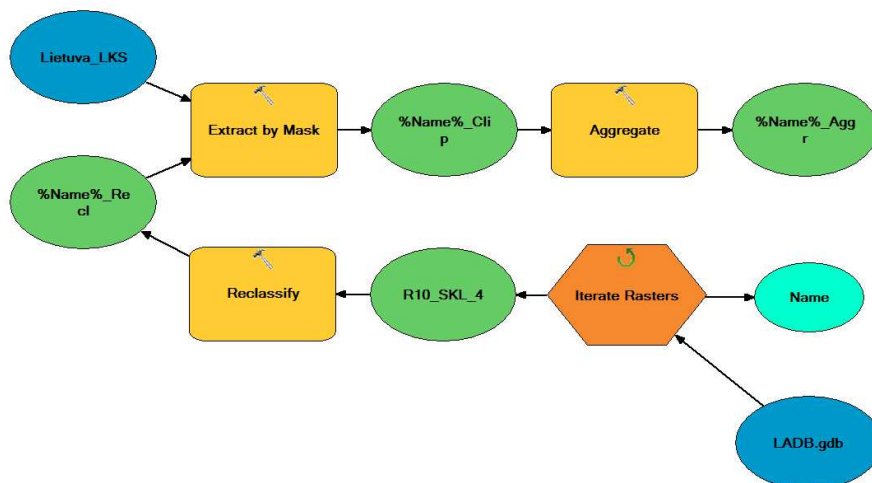 Lietuva_LKS
Extract by Mask
%Name%_Cli
p
Aggregate
%Name%_Agg
r
%Name%_Re
cl
Reclassify
R10_SKL_4
Iterate Rasters
Name
LADB.gdb